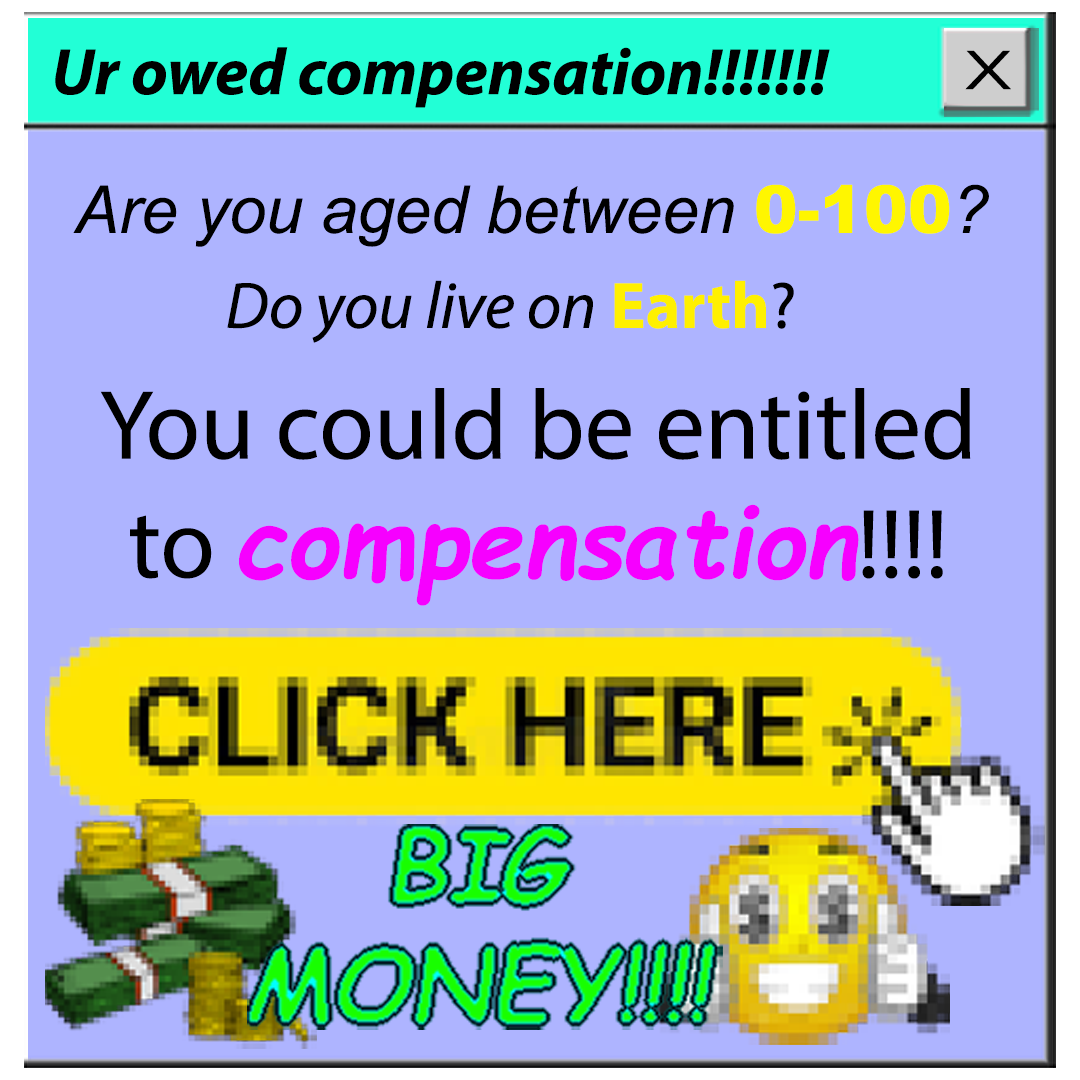 Ur owed compensation!!!!!!!
Are you aged between 0-100?
Do you live on Earth?
You could be entitled
to compensation!!!!
CLICK HERE
BIG
MONEY!!!!